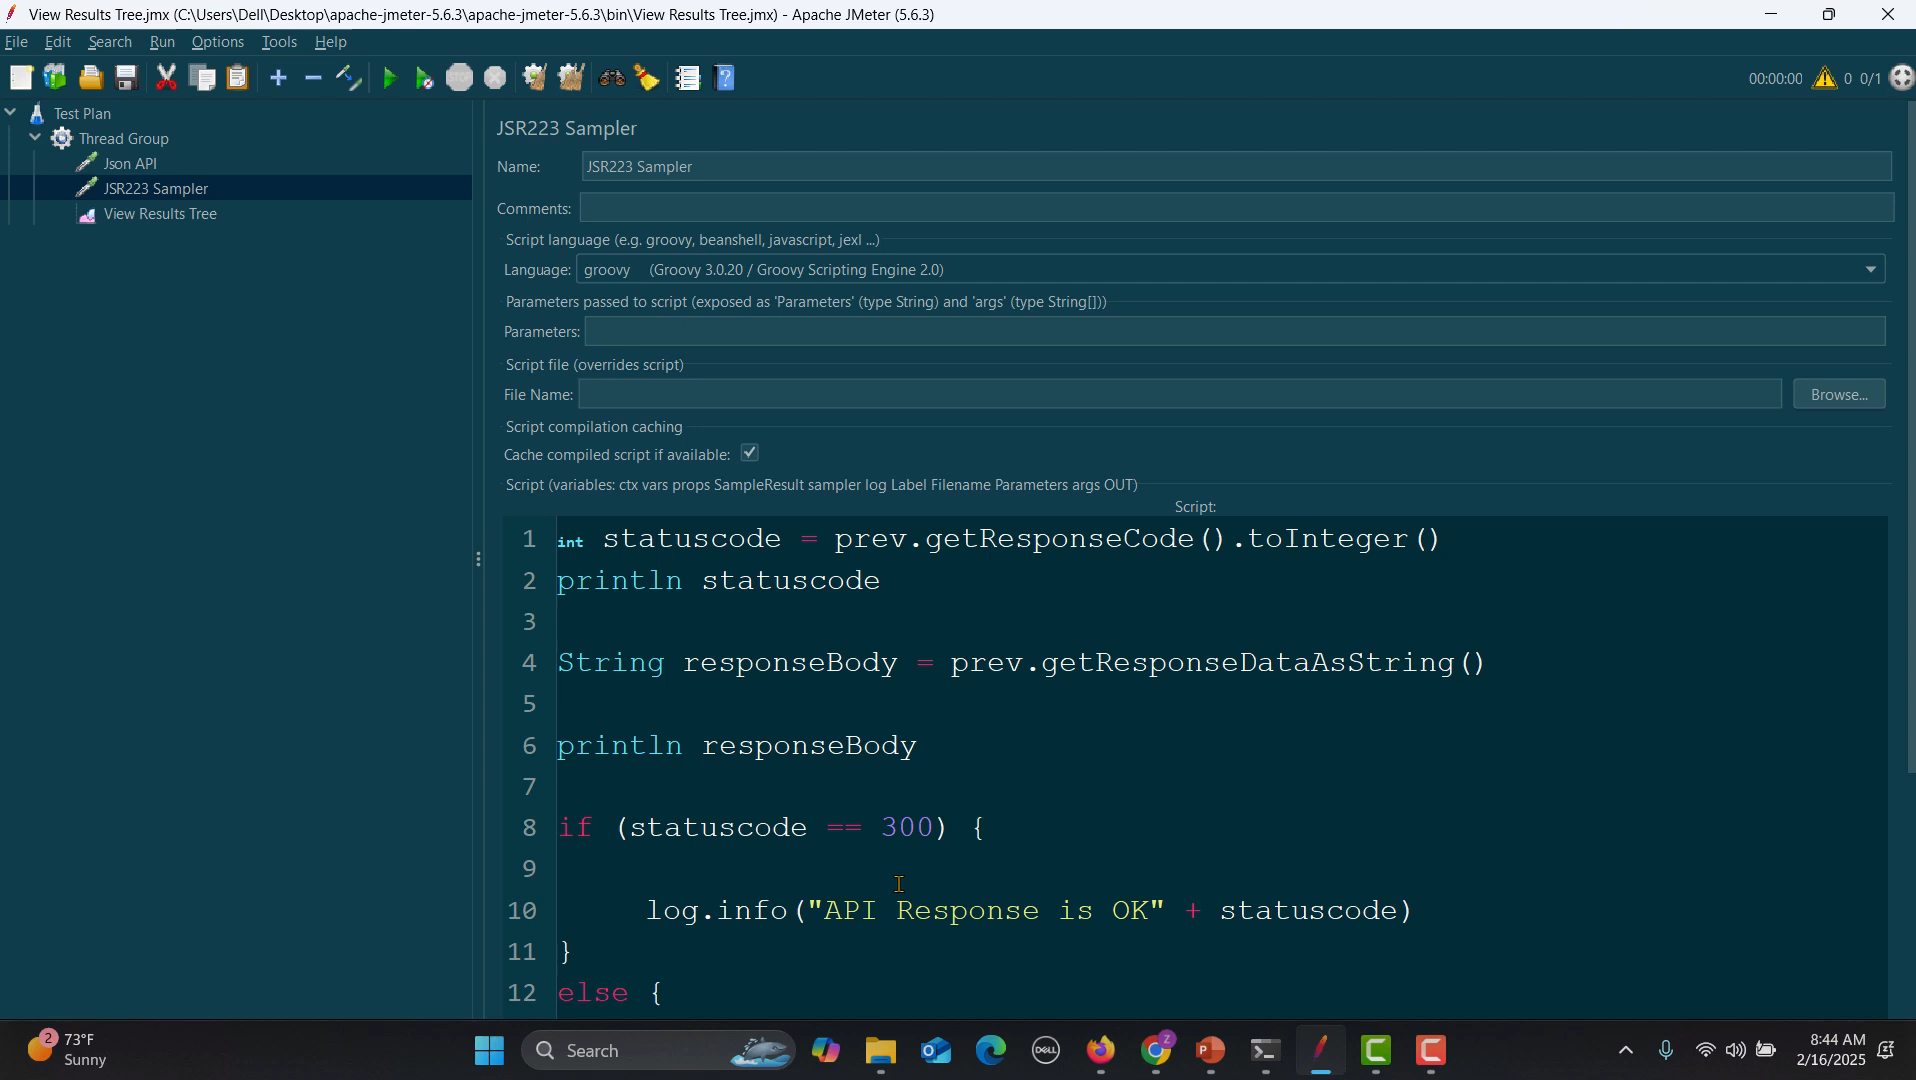 View Results Tree.jmx (C:\Users\Dell\Desktop\apache-jmeter-5.6.3\apache-jmeter-5.6.3\bin\View Results Tree.jmx) - Apache JMeter (5.6.3)
File Edit Search Run Options Tools Help
STOP 00:00:00 0 0/1
Test Plan
Thread Group
Json API
JSR223 Sampler
View Results Tree
JSR223 Sampler
Name: JSR223 Sampler
Comments:
Script language (e.g. groovy, beanshell, javascript, jexl ...)
Language: groovy (Groovy 3.0.20 / Groovy Scripting Engine 2.0)
Parameters passed to script (exposed as 'Parameters' (type String) and 'args' (type String[]))
Parameters:
Script file (overrides script)
File Name: Browse...
Script compilation caching
Cache compiled script if available:
Script (variables: ctx vars props SampleResult sampler log Label Filename Parameters args OUT)
Script:
1 int statuscode = prev.getResponseCode().toInteger()
2 println statuscode
3
4 String responseBody = prev.getResponseDataAsString()
5
6 println responseBody
7
8 if (statuscode == 300) {
9
10 log.info("API Response is OK" + statuscode)
11 }
12 else {
2 73°F
Sunny
Search
DELL
Z
8:44 AM
2/16/2025